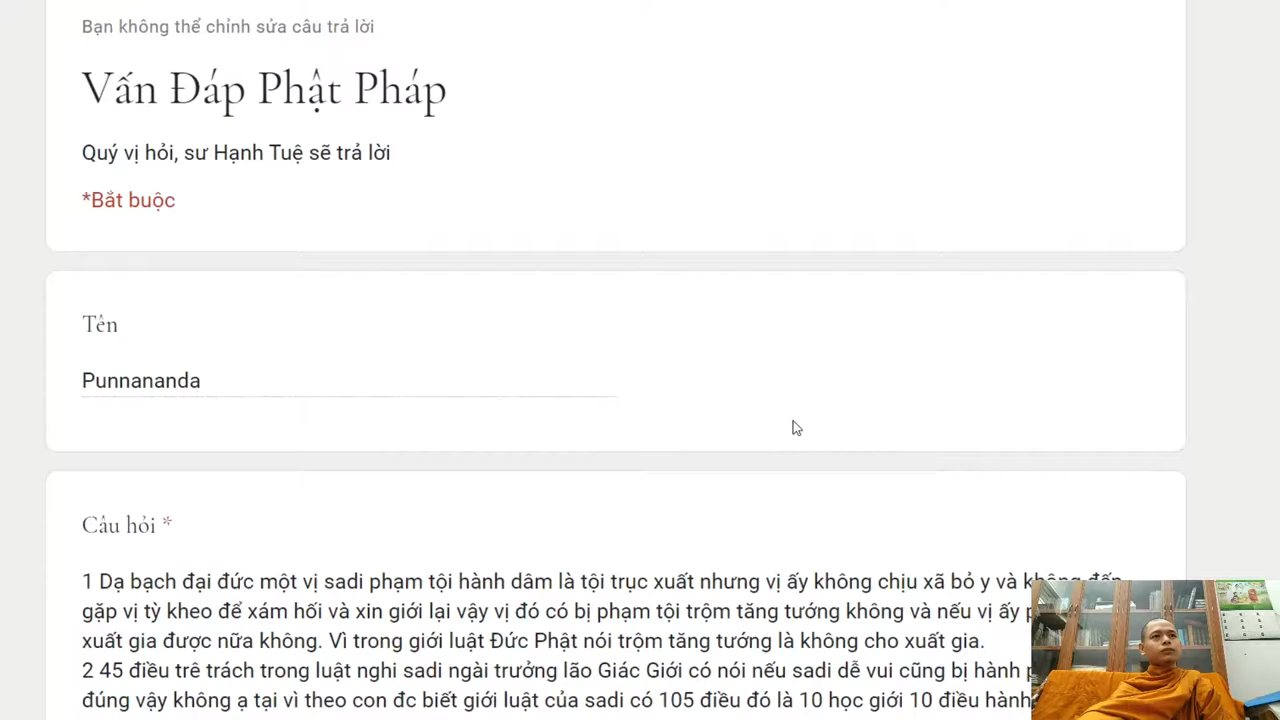 Bạn không thể chỉnh sửa câu trả lời
Vấn Đáp Phật Pháp
Quý vị hỏi, sư Hạnh Tuệ sẽ trả lời
*Bắt buộc
Tên
Punnananda
Câu hỏi *
1 Dạ bạch đại đức một vị sadi phạm tội hành dâm là tội trục xuất nhưng vị ấy không chịu xã bỏ y và không đến
gặp vị tỳ kheo để xám hối và xin giới lại vậy vị đó có bị phạm tội trộm tăng tướng không và nếu vị ấy
xuất gia được nữa không. Vì trong giới luật Đức Phật nói trộm tăng tướng là không cho xuất gia.
2 45 điều trê trách trong luật nghi sadi ngài trưởng lão Giác Giới có nói nếu sadi dễ vui cũng bị hành
đúng vậy không ạ tại vì theo con đc biết giới luật của sadi có 105 điều đó là 10 học giới 10 điều hành